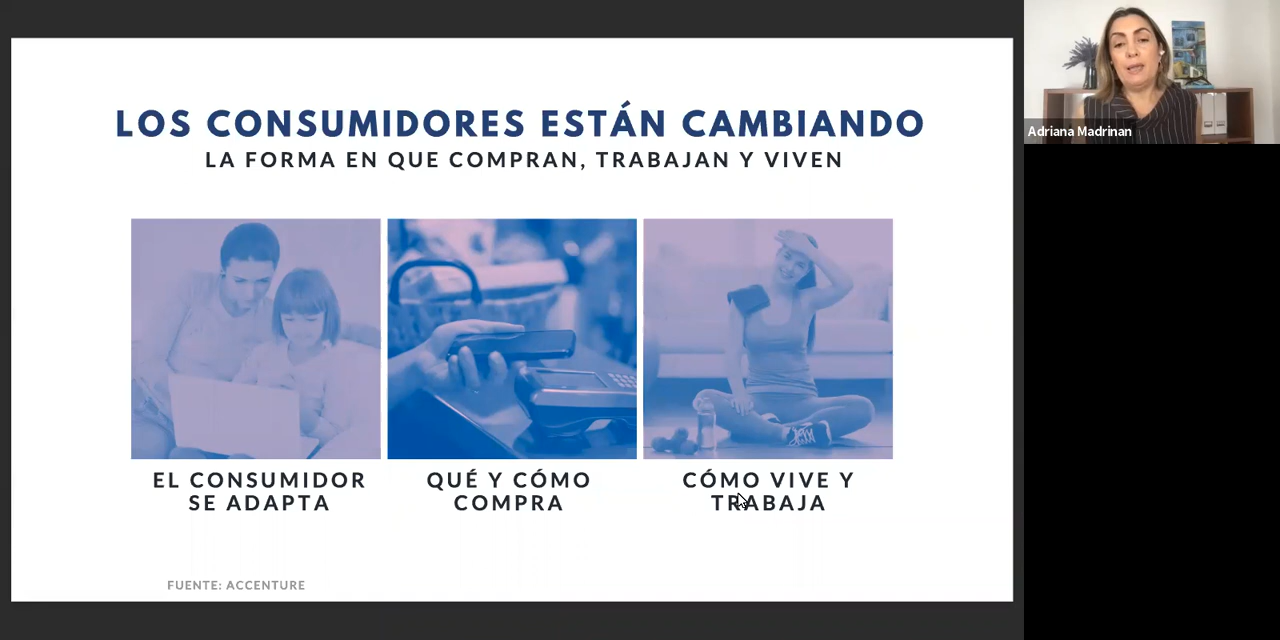 LOS CONSUMIDORES ESTÁN CAMBIANDO
LA FORMA EN QUE COMPRAN, TRABAJAN Y VIVEN
EL CONSUMIDOR
SE ADAPTA
QUÉ Y CÓMO
COMPRA
CÓMO VIVE Y
TRABAJA
FUENTE: ACCENTURE
Adriana Madrinan